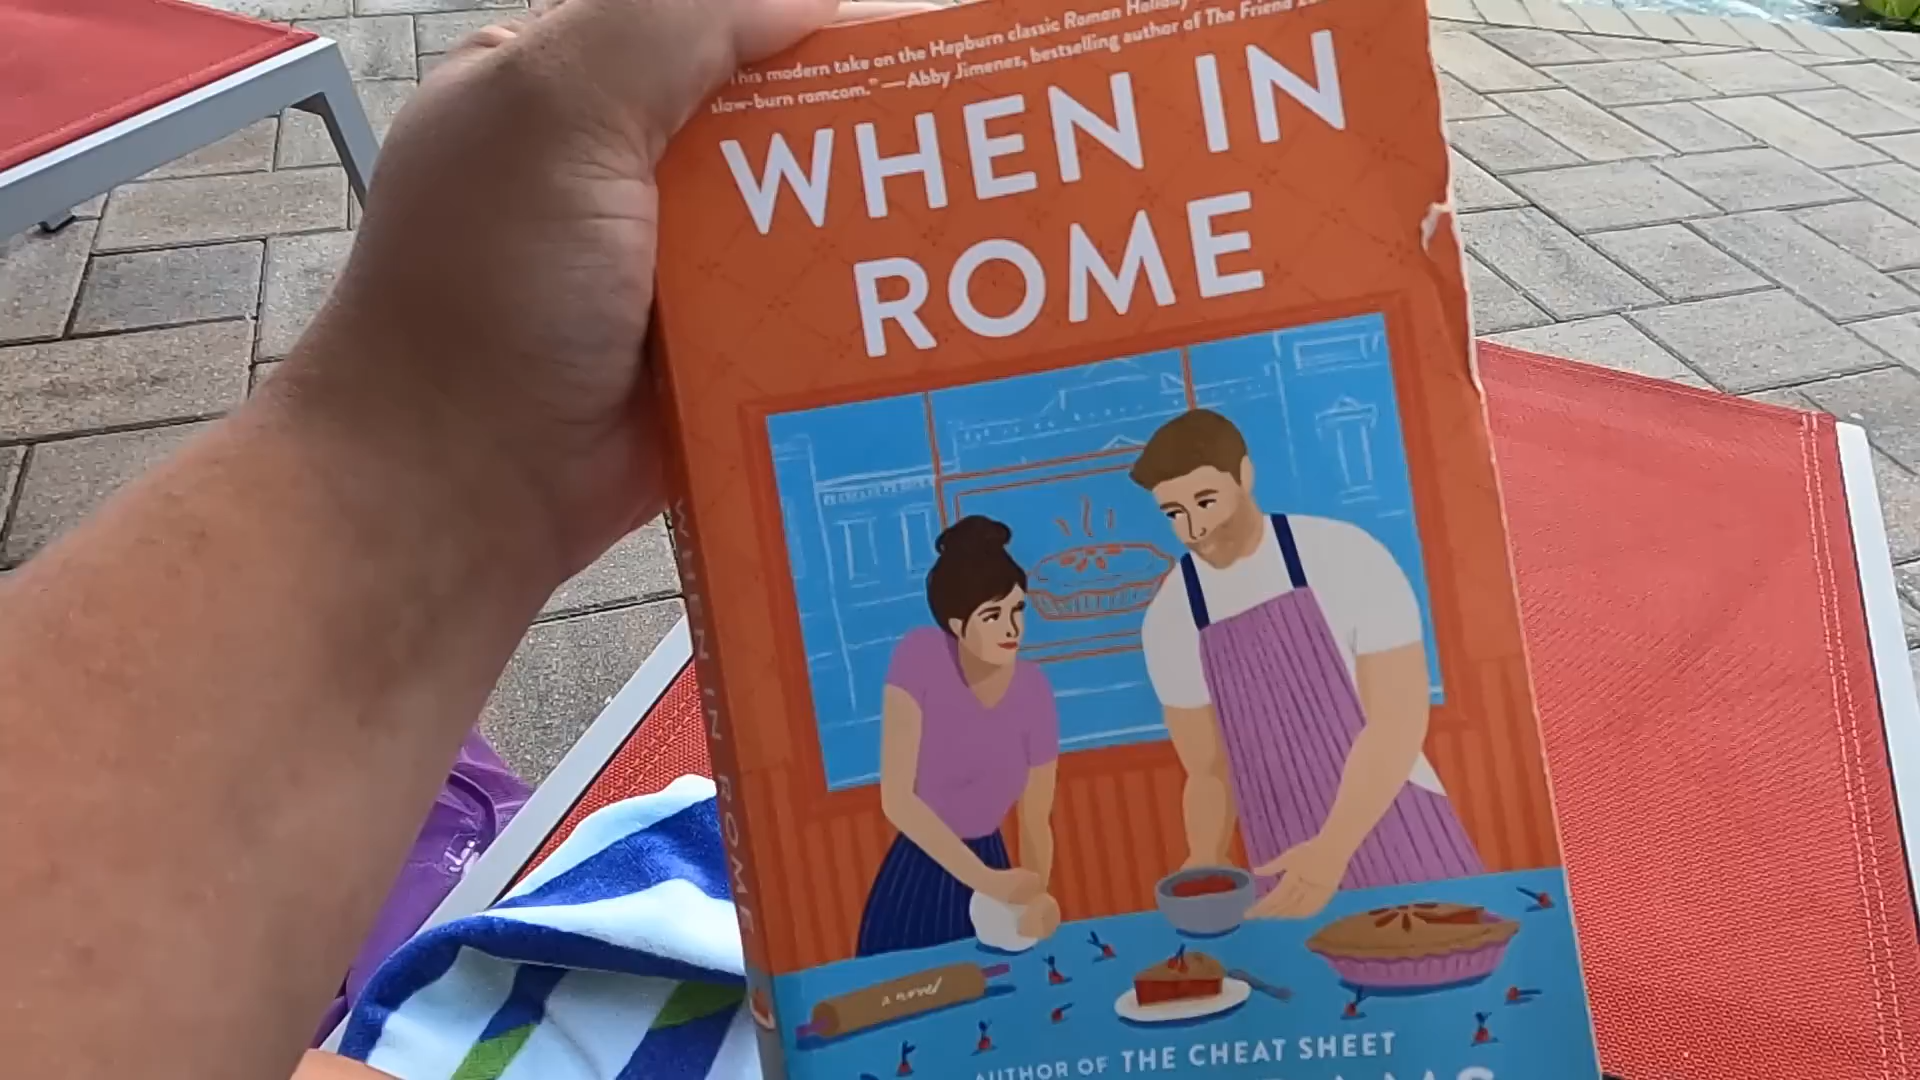 "This modern take on the Hepburn classic Roman Holiday
slow-burn romcom." —Abby Jimenez, bestselling author of The Friend
WHEN IN
ROME
WHEN IN ROME
a novel
AUTHOR OF THE CHEAT SHEET